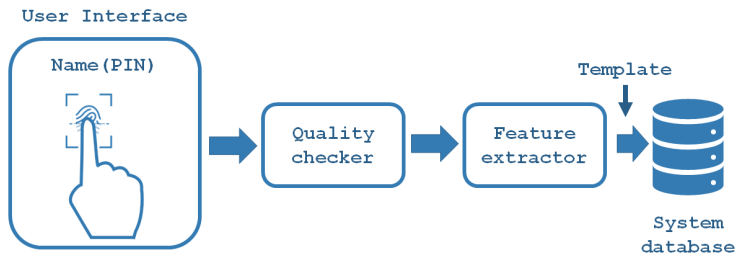 User Interface
Name(PIN)
Quality
checker
Feature
extractor
Template
System
database